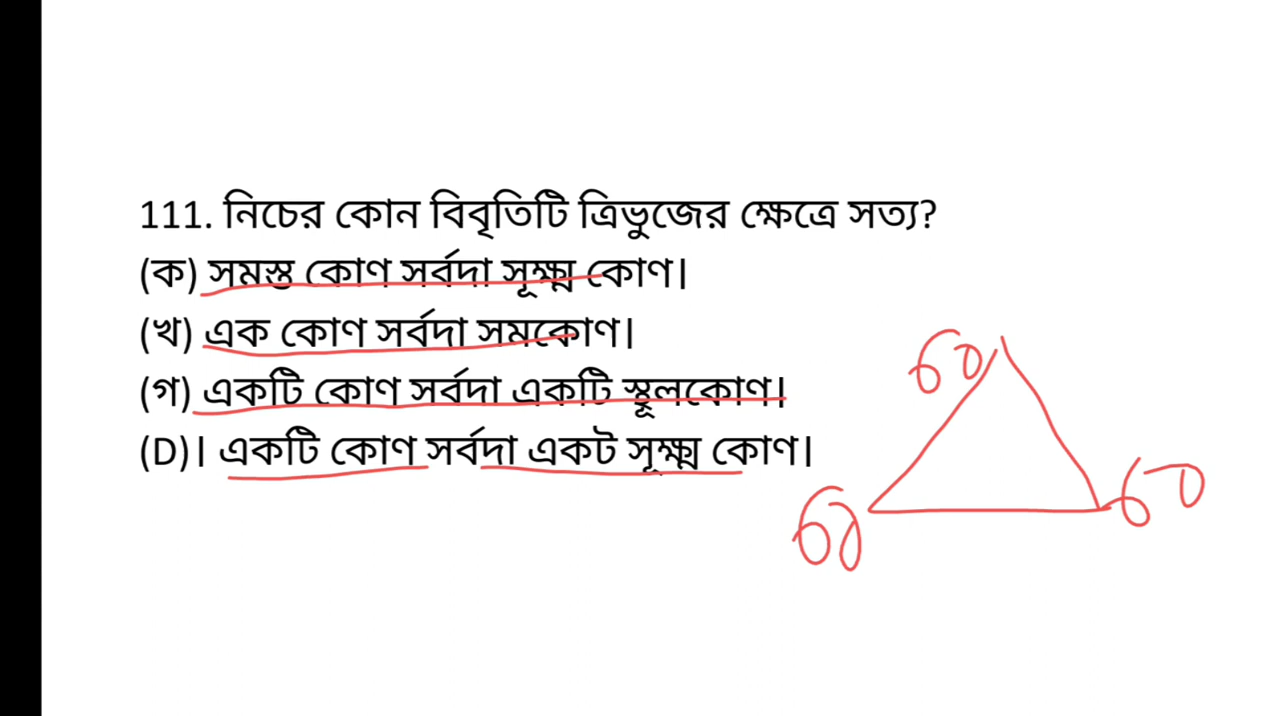 111. নিচের কোন বিবৃতিটি ত্রিভুজের ক্ষেত্রে সত্য?
(ক) সমস্ত কোণ সর্বদা সূক্ষ্ম কোণ।
(খ) এক কোণ সর্বদা সমকোণ।
(গ) একটি কোণ সর্বদা একটি স্থূলকোণ।
(D)। একটি কোণ সর্বদা একট সূক্ষ্ম কোণ।
60
60
60